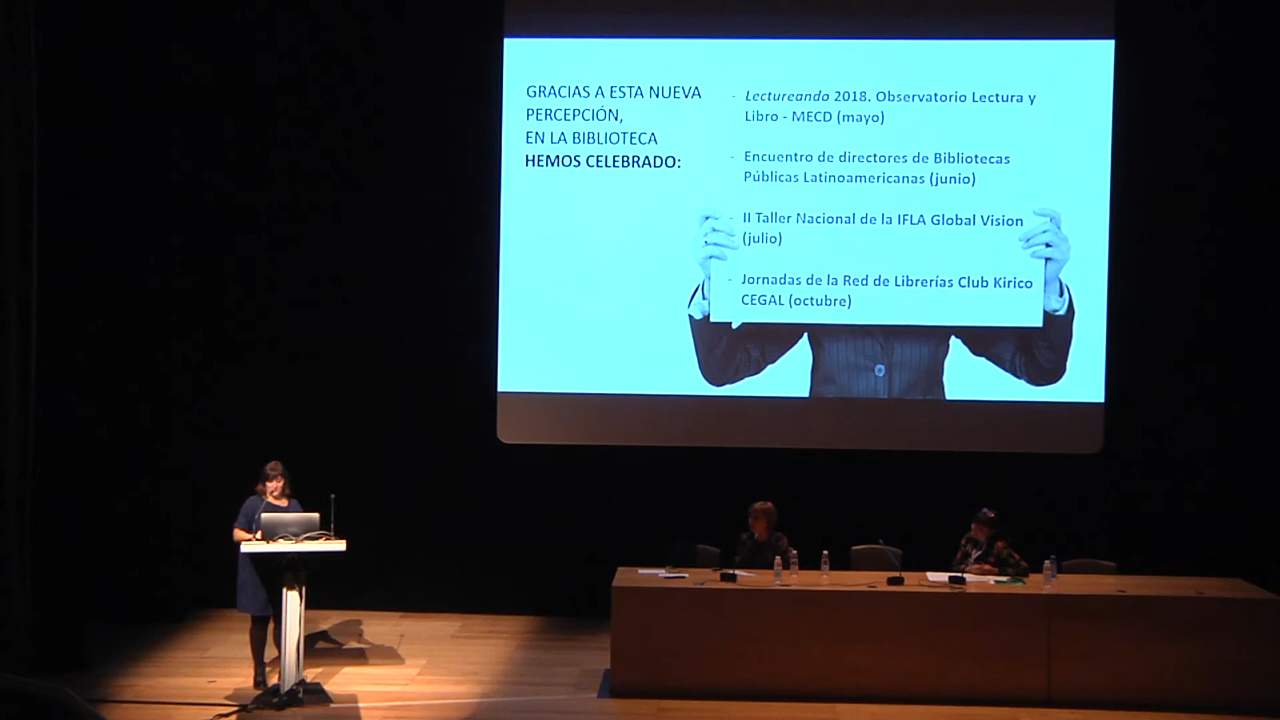 GRACIAS A ESTA NUEVA
PERCEPCIÓN,
EN LA BIBLIOTECA
HEMOS CELEBRADO:
- Lectureando 2018. Observatorio Lectura y
Libro - MECD (mayo)
- Encuentro de directores de Bibliotecas
Públicas Latinoamericanas (junio)
- II Taller Nacional de la IFLA Global Vision
(julio)
- Jornadas de la Red de Librerías Club Kirico
CEGAL (octubre)